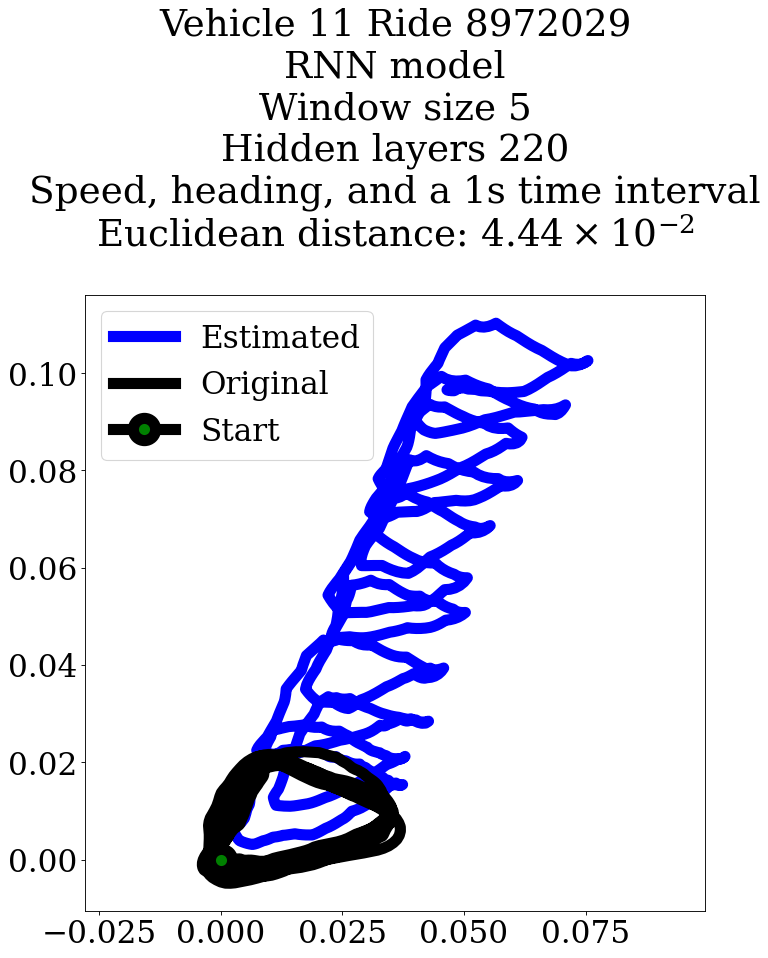 Vehicle 11 Ride 8972029
RNN model
Window size 5
Hidden layers 220
Speed, heading, and a 1s time interval
Euclidean distance: 4.44 × 10⁻²
Estimated
Original
Start
0.10
0.08
0.06
0.04
0.02
0.00
−0.025 0.000 0.025 0.050 0.075